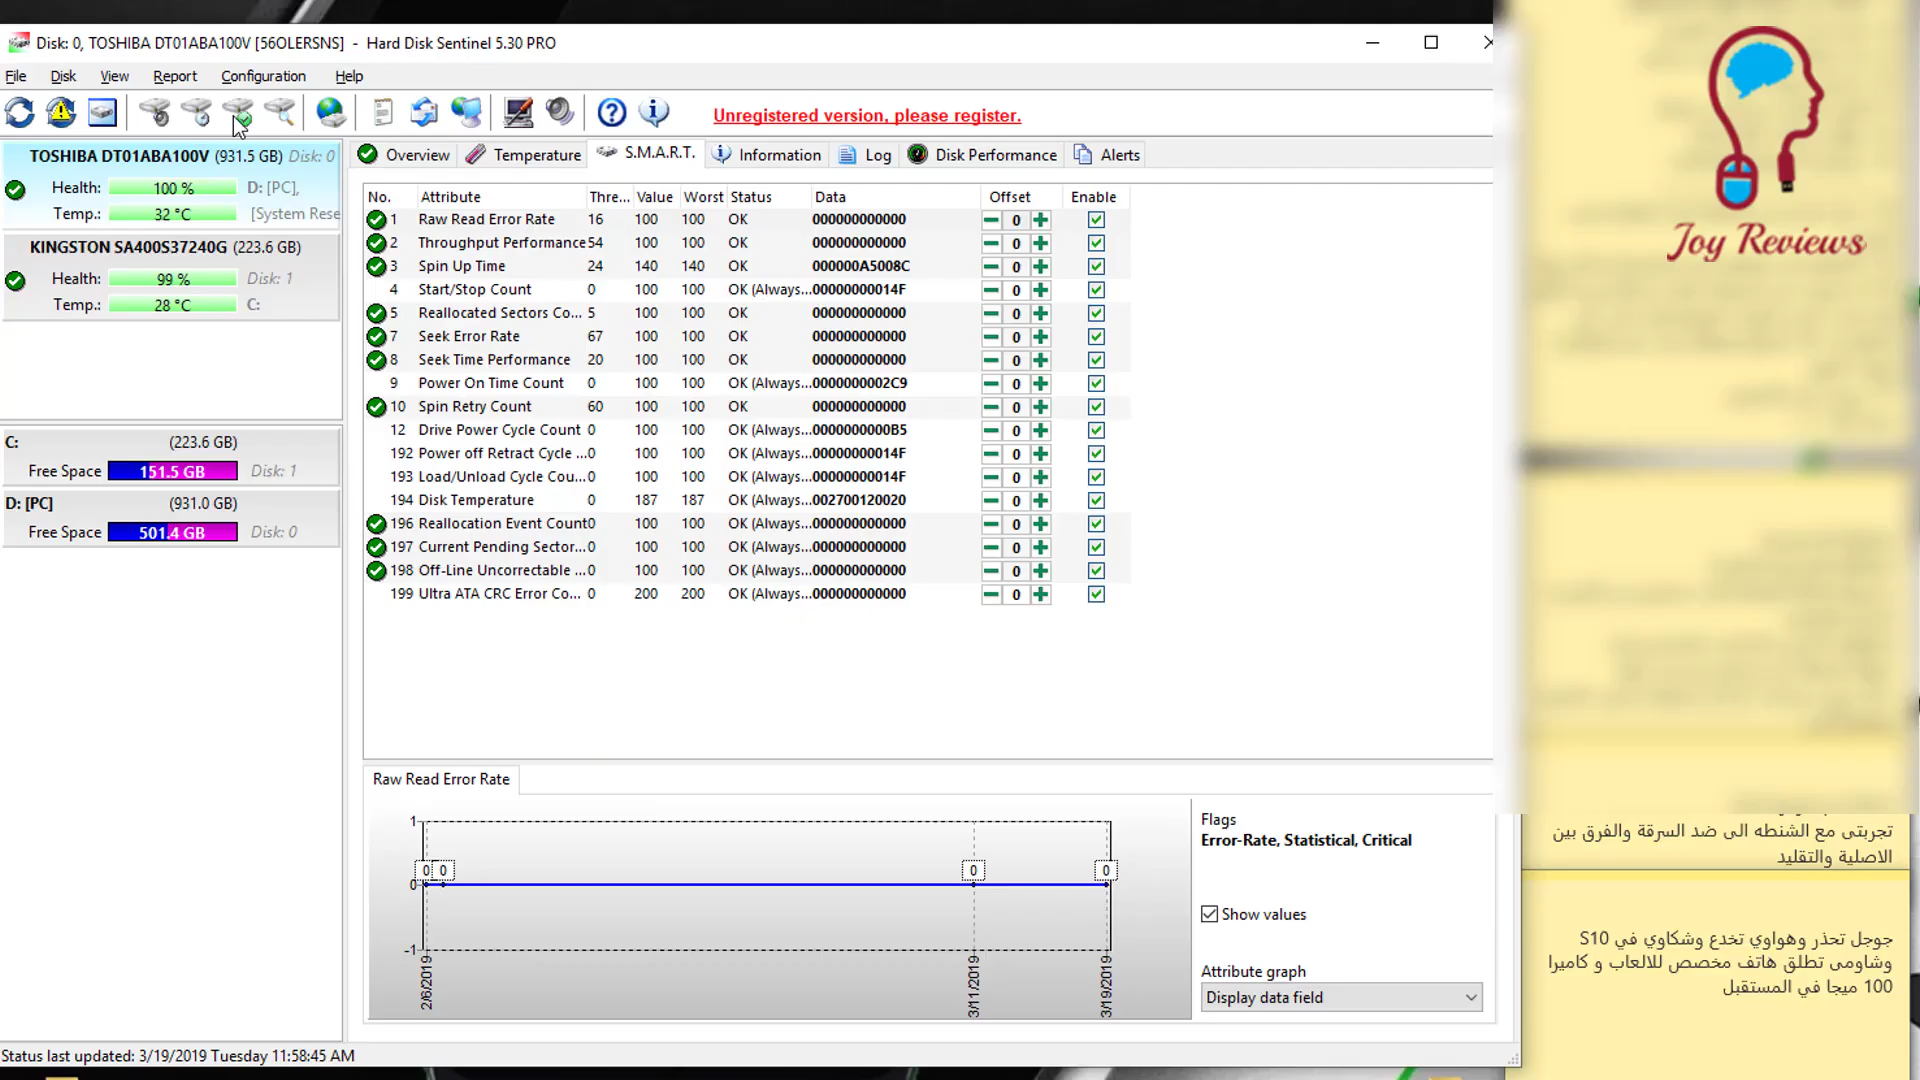 Disk: 0, TOSHIBA DT01ABA100V [56OLERSNS] - Hard Disk Sentinel 5.30 PRO
File Disk View Report Configuration Help
Unregistered version, please register.
TOSHIBA DT01ABA100V (931.5 GB) Disk: 0
Health: 100 % D: [PC],
Temp.: 32 °C [System Rese
KINGSTON SA400S37240G (223.6 GB)
Health: 99 % Disk: 1
Temp.: 28 °C C:
C: (223.6 GB)
Free Space 151.5 GB Disk: 1
D: [PC] (931.0 GB)
Free Space 501.4 GB Disk: 0
Overview Temperature S.M.A.R.T. Information Log Disk Performance Alerts
No. Attribute Thre... Value Worst Status Data Offset Enable
1 Raw Read Error Rate 16 100 100 OK 000000000000 0
2 Throughput Performance 54 100 100 OK 000000000000 0
3 Spin Up Time 24 140 140 OK 000000A5008C 0
4 Start/Stop Count 0 100 100 OK (Always... 00000000014F 0
5 Reallocated Sectors Co... 5 100 100 OK 000000000000 0
7 Seek Error Rate 67 100 100 OK 000000000000 0
8 Seek Time Performance 20 100 100 OK 000000000000 0
9 Power On Time Count 0 100 100 OK (Always... 0000000002C9 0
10 Spin Retry Count 60 100 100 OK 000000000000 0
12 Drive Power Cycle Count 0 100 100 OK (Always... 0000000000B5 0
192 Power off Retract Cycle ... 0 100 100 OK (Always... 00000000014F 0
193 Load/Unload Cycle Cou... 0 100 100 OK (Always... 00000000014F 0
194 Disk Temperature 0 187 187 OK (Always... 002700120020 0
196 Reallocation Event Count 0 100 100 OK (Always... 000000000000 0
197 Current Pending Sector... 0 100 100 OK (Always... 000000000000 0
198 Off-Line Uncorrectable ... 0 100 100 OK (Always... 000000000000 0
199 Ultra ATA CRC Error Co... 0 200 200 OK (Always... 000000000000 0
Raw Read Error Rate
1
0
-1
0 0 0 0
2/6/2019 3/11/2019 3/19/2019
Flags
Error-Rate, Statistical, Critical
Show values
Attribute graph
Display data field
Status last updated: 3/19/2019 Tuesday 11:58:45 AM
Joy Reviews
تجربتى مع الشنطه الى ضد السرقة والفرق بين
الاصلية والتقليد
جوجل تحذر وهواوي تخدع وشكاوي في S10
وشاومى تطلق هاتف مخصص للالعاب و كاميرا
100 ميجا في المستقبل